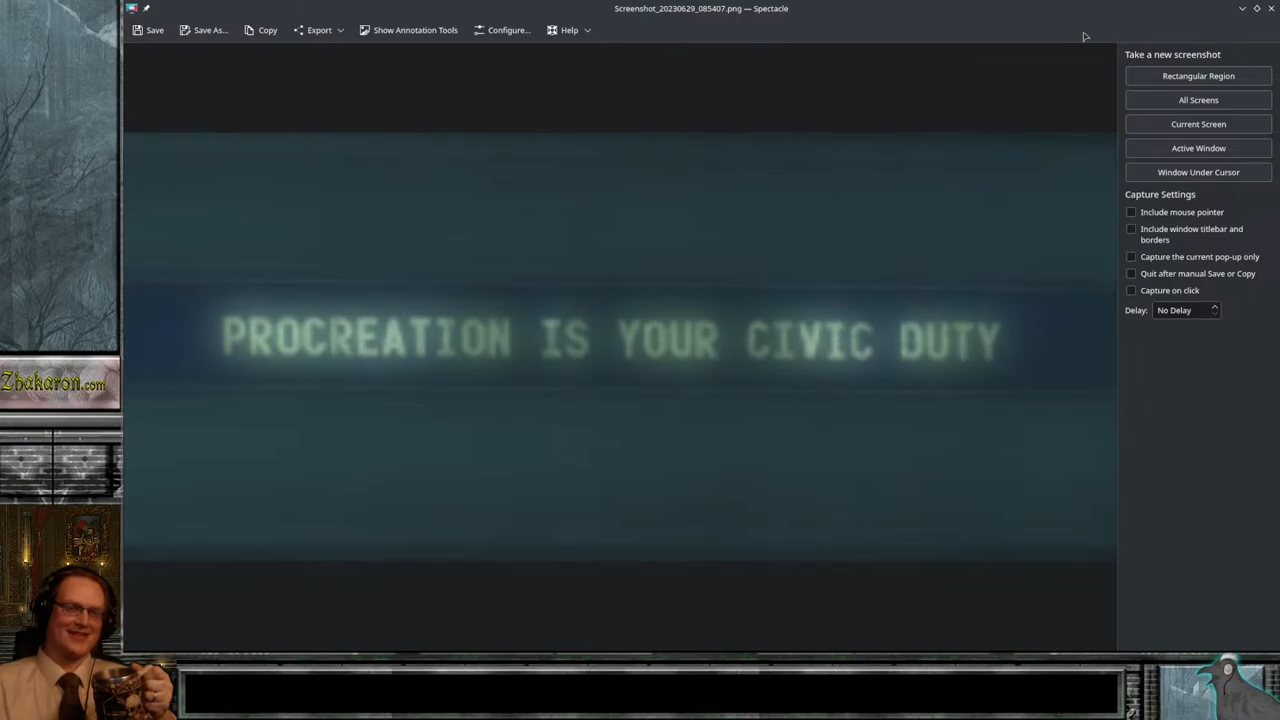 Screenshot_20230629_085407.png — Spectacle
Save
Save As...
Copy
Export
Show Annotation Tools
Configure...
Help
Take a new screenshot
Rectangular Region
All Screens
Current Screen
Active Window
Window Under Cursor
Capture Settings
Include mouse pointer
Include window titlebar and
borders
Capture the current pop-up only
Quit after manual Save or Copy
Capture on click
Delay:
No Delay
PROCREATION IS YOUR CIVIC DUTY
Zhakaron.com